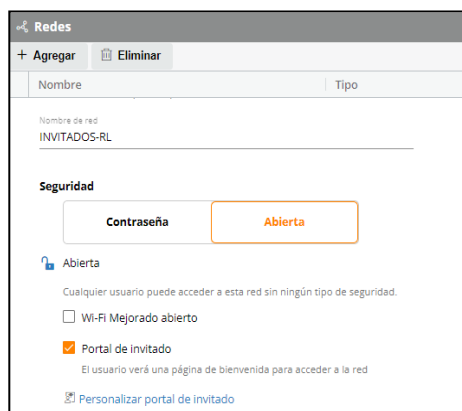 Redes
+ Agregar Eliminar
Nombre Tipo
Nombre de red
INVITADOS-RL
Seguridad
Contraseña Abierta
Abierta
Cualquier usuario puede acceder a esta red sin ningún tipo de seguridad.
Wi-Fi Mejorado abierto
Portal de invitado
El usuario verá una página de bienvenida para acceder a la red
Personalizar portal de invitado